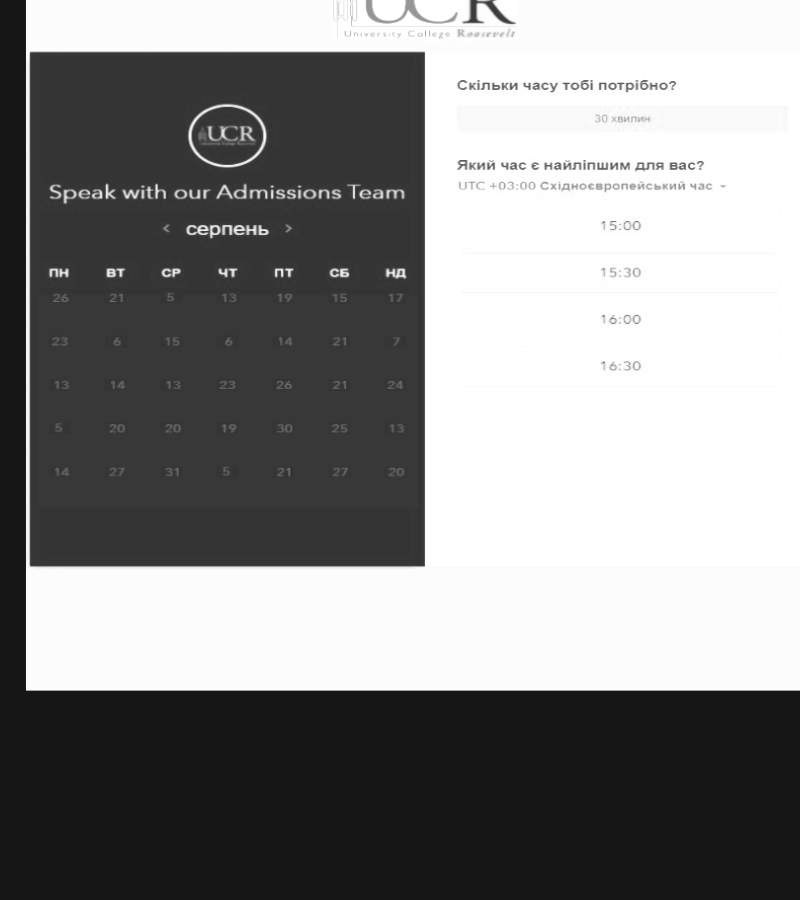 UCR
University College Roosevelt
UCR
Speak with our Admissions Team
< серпень >
ПН ВТ СР ЧТ ПТ СБ НД
26 21 5 13 19 15 17
23 6 15 6 14 21 7
13 14 13 23 26 21 24
5 20 20 19 30 25 13
14 27 31 5 21 27 20
Скільки часу тобі потрібно?
30 хвилин
Який час є найліпшим для вас?
UTC +03:00 Східноєвропейський час
15:00
15:30
16:00
16:30